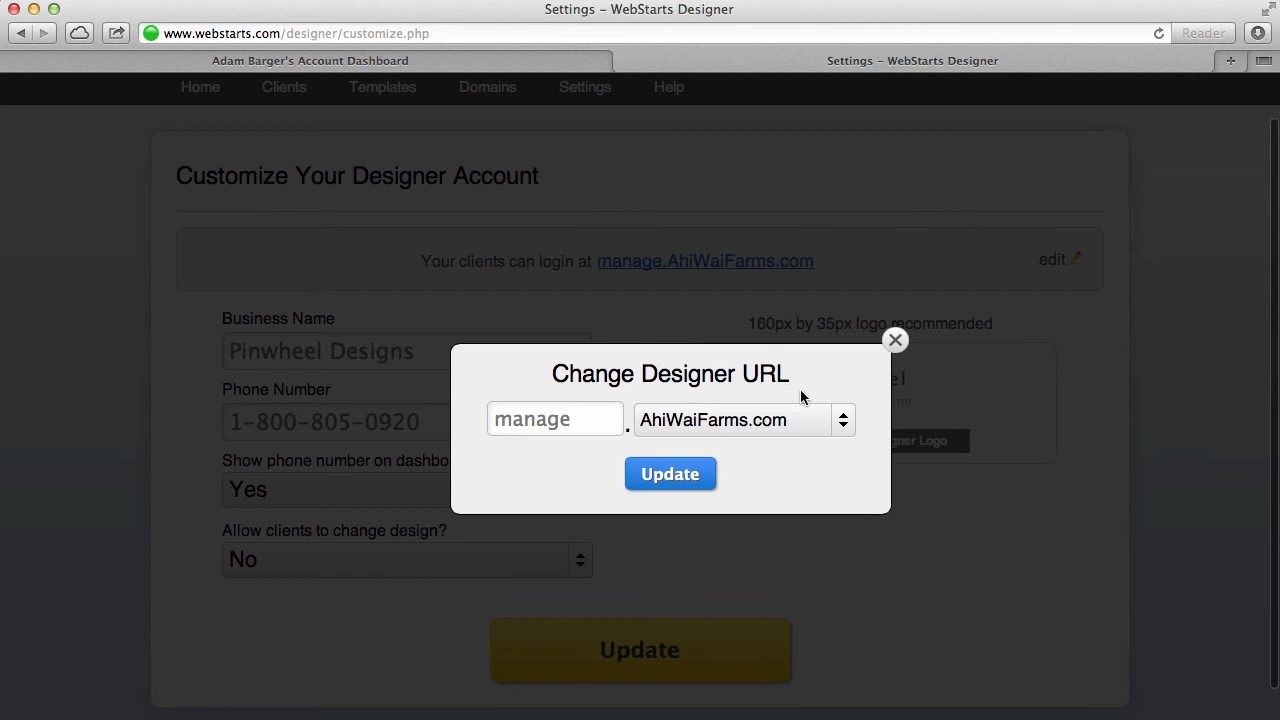 Settings – WebStarts Designer
www.webstarts.com/designer/customize.php
Reader
Adam Barger's Account Dashboard
Settings – WebStarts Designer
Home Clients Templates Domains Settings Help
Customize Your Designer Account
Your clients can login at manage.AhiWaiFarms.com
edit
Business Name
Pinwheel Designs
Phone Number
1-800-805-0920
Show phone number on dashbo
Yes
Allow clients to change design?
No
160px by 35px logo recommended
Logo
Change Designer URL
manage . AhiWaiFarms.com
Update
Update